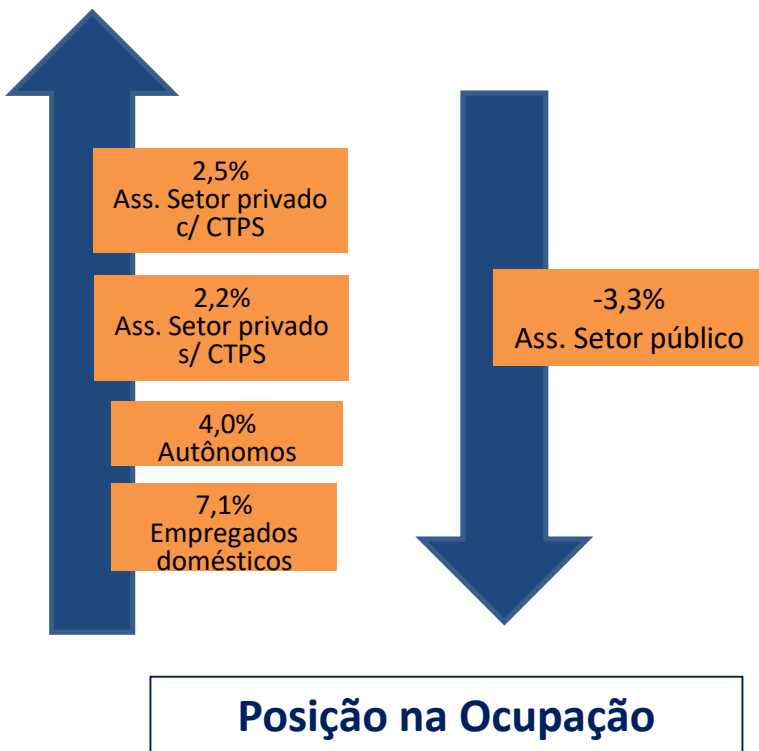 2,5%
Ass. Setor privado
c/ CTPS
2,2%
Ass. Setor privado
s/ CTPS
4,0%
Autônomos
7,1%
Empregados
domésticos
-3,3%
Ass. Setor público
Posição na Ocupação